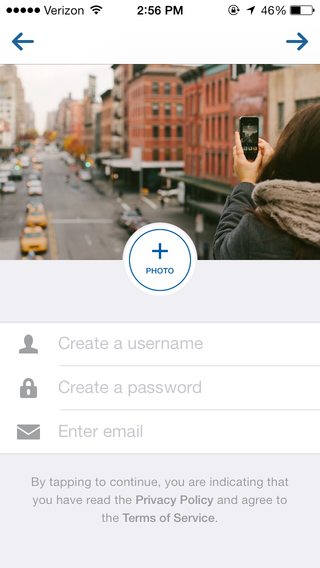 Verizon 2:56 PM 46%
PHOTO
Create a username
Create a password
Enter email
By tapping to continue, you are indicating that
you have read the Privacy Policy and agree to
the Terms of Service.